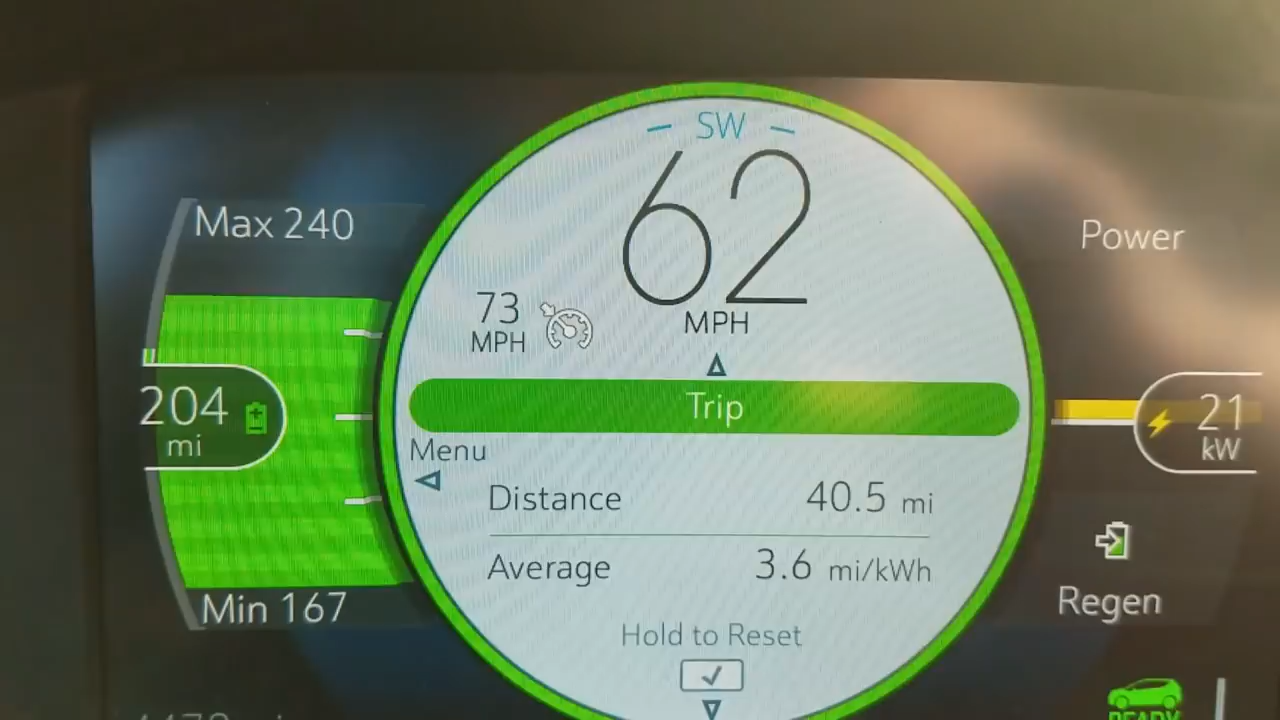 SW
62
MPH
Max 240
73
MPH
Power
Trip
204
mi
21
kW
Menu
Distance 40.5 mi
Average 3.6 mi/kWh
Regen
Min 167
Hold to Reset
READY